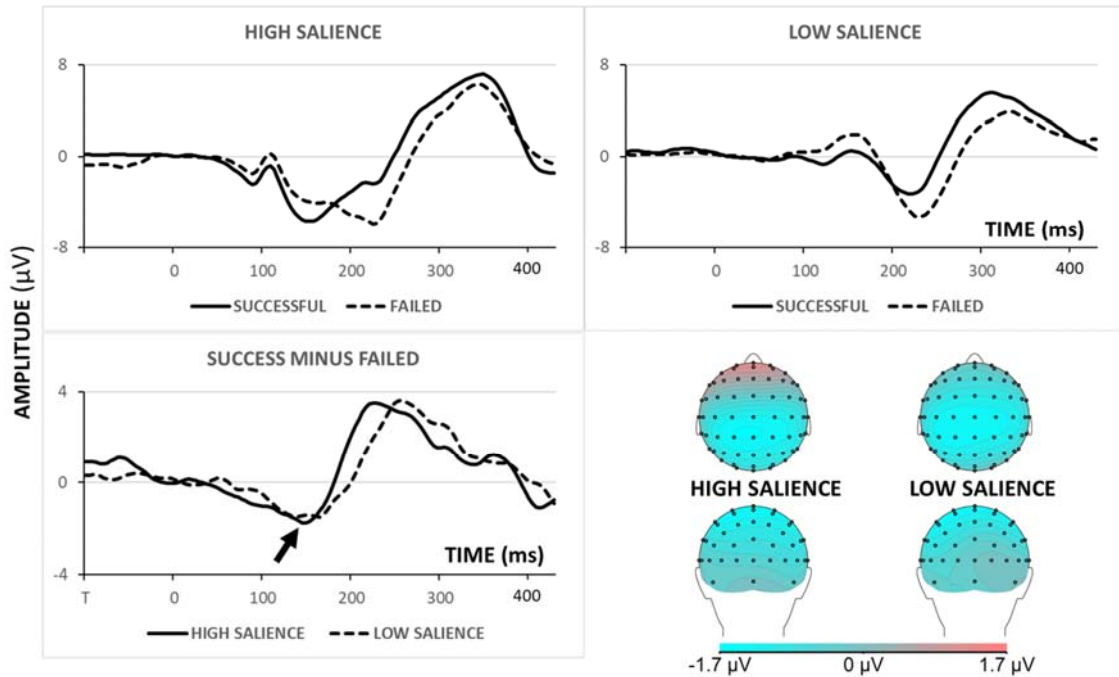 AMPLITUDE (µV)
HIGH SALIENCE
8
0
-8
0 100 200 300 400
SUCCESSFUL FAILED
LOW SALIENCE
8
0
-8
TIME (ms)
0 100 200 300 400
SUCCESSFUL FAILED
SUCCESS MINUS FAILED
4
0
-4
TIME (ms)
T 0 100 200 300 400
HIGH SALIENCE LOW SALIENCE
HIGH SALIENCE LOW SALIENCE
-1.7 µV 0 µV 1.7 µV